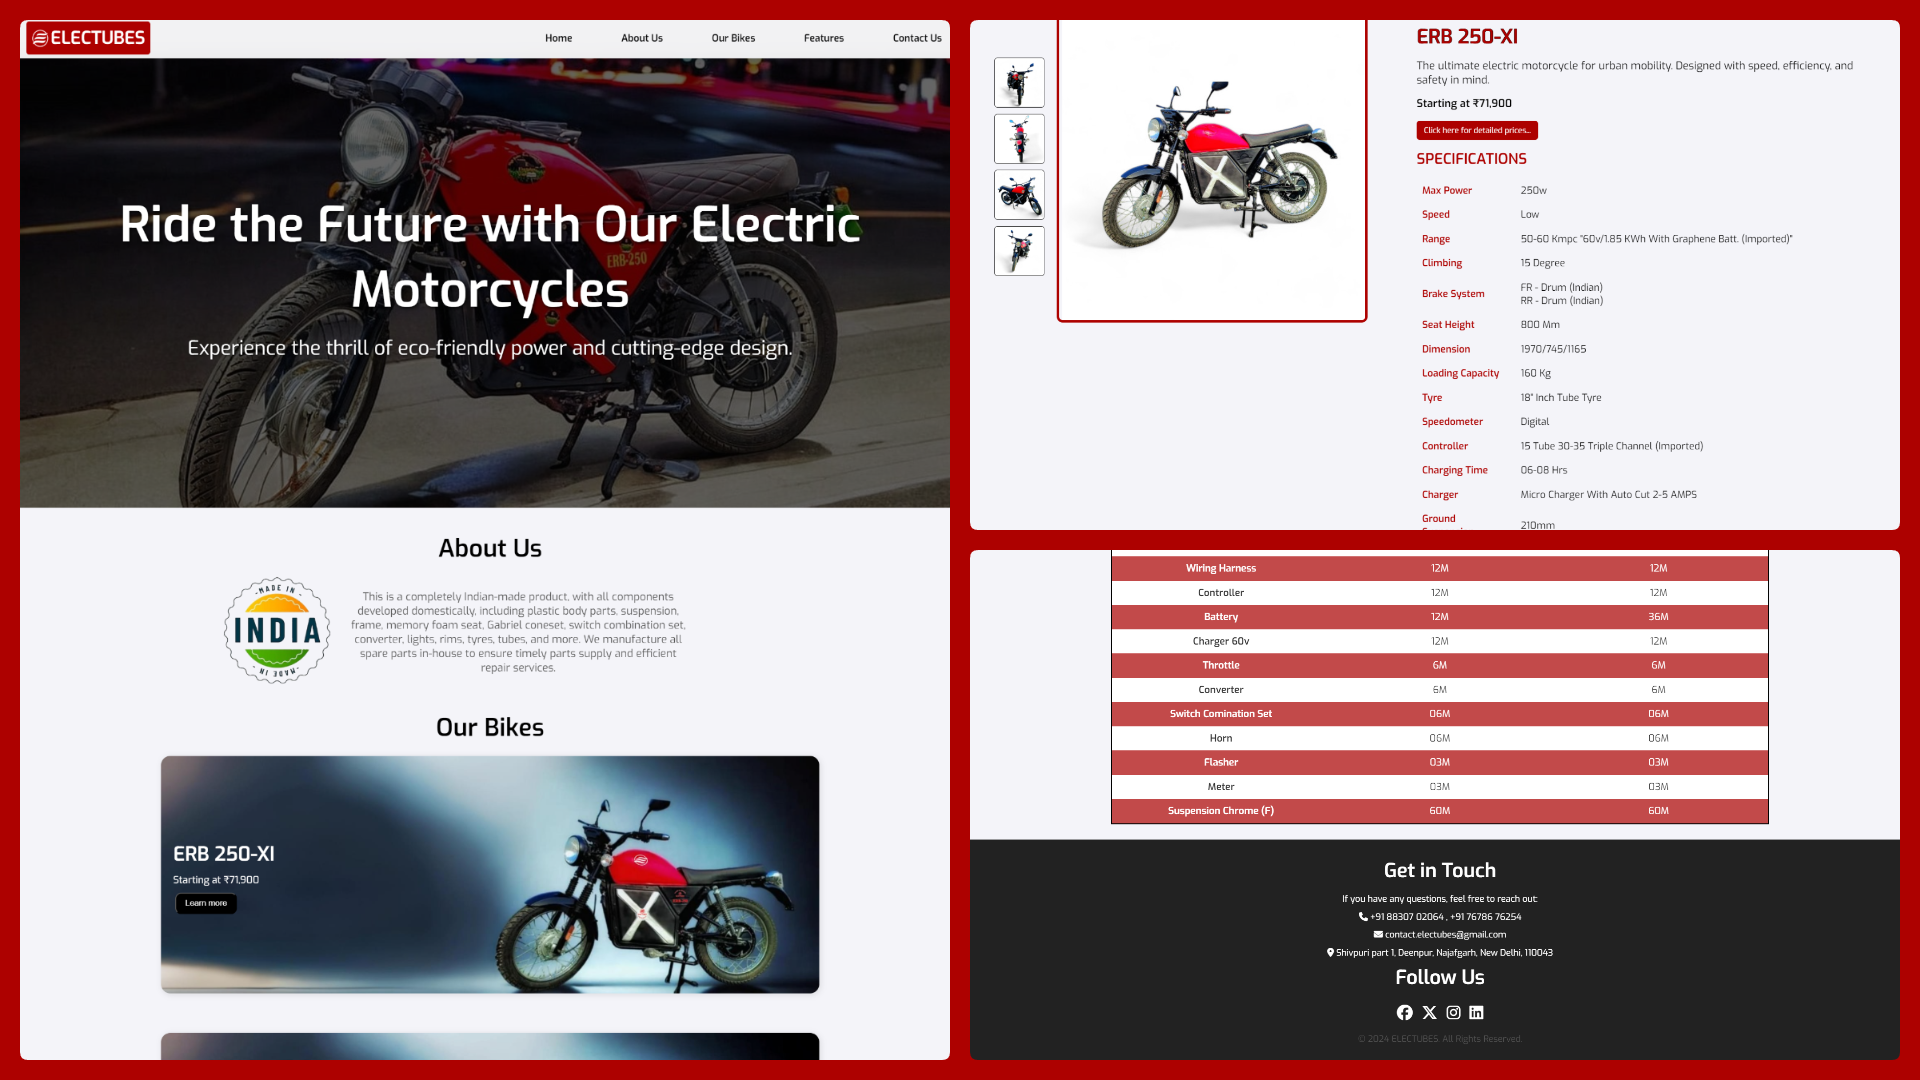 ELECTUBES
Home
About Us
Our Bikes
Features
Contact Us
Ride the Future with Our Electric
Motorcycles
Experience the thrill of eco-friendly power and cutting-edge design.
ERB-250
About Us
MADE IN
INDIA
MADE IN
This is a completely Indian-made product, with all components
developed domestically, including plastic body parts, suspension,
frame, memory foam seat, Gabriel coneset, switch combination set,
converter, lights, rims, tyres, tubes, and more. We manufacture all
spare parts in-house to ensure timely parts supply and efficient
repair services.
Our Bikes
ERB 250-XI
Starting at ₹71,900
Learn more
ERB 250-XI
The ultimate electric motorcycle for urban mobility. Designed with speed, efficiency, and
safety in mind.
Starting at ₹71,900
Click here for detailed prices...
SPECIFICATIONS
Max Power 250w
Speed Low
Range 50-60 Kmpc "60v/1.85 KWh With Graphene Batt. (Imported)"
Climbing 15 Degree
Brake System FR - Drum (Indian)
RR - Drum (Indian)
Seat Height 800 Mm
Dimension 1970/745/1165
Loading Capacity 160 Kg
Tyre 18" Inch Tube Tyre
Speedometer Digital
Controller 15 Tube 30-35 Triple Channel (Imported)
Charging Time 06-08 Hrs
Charger Micro Charger With Auto Cut 2-5 AMPS
Ground 210mm
Wiring Harness 12M 12M
Controller 12M 12M
Battery 12M 36M
Charger 60v 12M 12M
Throttle 6M 6M
Converter 6M 6M
Switch Comination Set 06M 06M
Horn 06M 06M
Flasher 03M 03M
Meter 03M 03M
Suspension Chrome (F) 60M 60M
Get in Touch
If you have any questions, feel free to reach out:
+91 88307 02064 , +91 76786 76254
contact.electubes@gmail.com
Shivpuri part 1, Deenpur, Najafgarh, New Delhi, 110043
Follow Us
© 2024 ELECTUBES. All Rights Reserved.